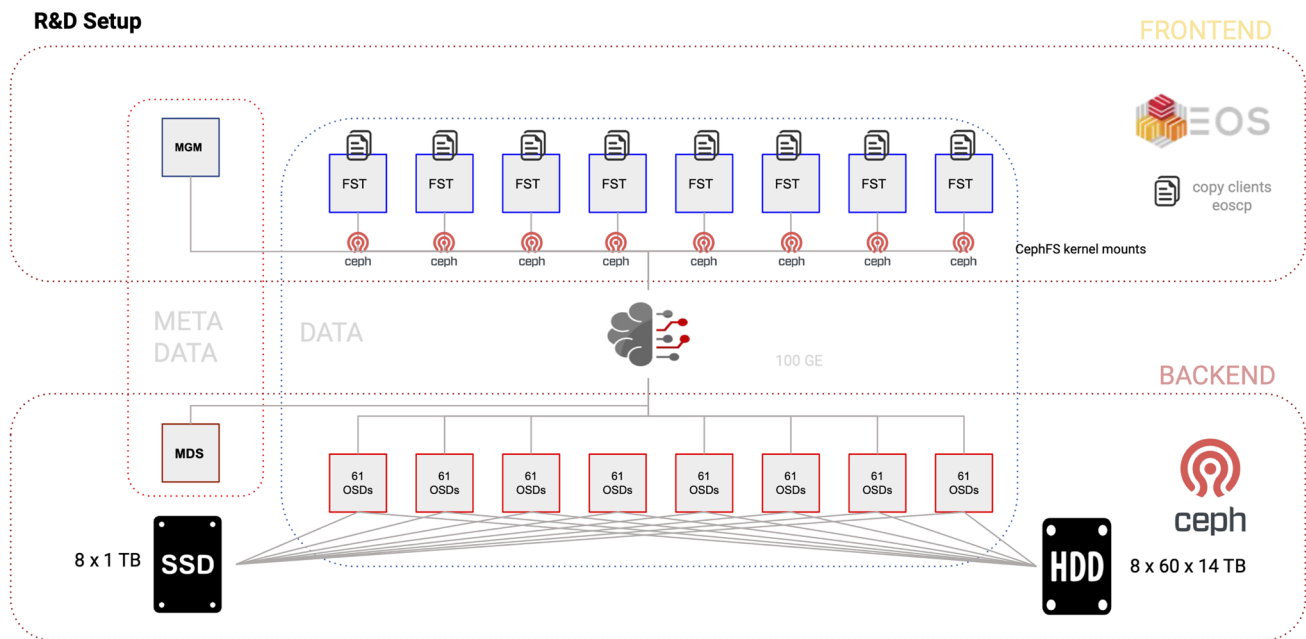 R&D Setup
FRONTEND
MGM
FST
FST
FST
FST
FST
FST
FST
FST
EOS
copy clients
eoscp
ceph
ceph
ceph
ceph
ceph
ceph
ceph
ceph
CephFS kernel mounts
META
DATA
DATA
100 GE
BACKEND
MDS
61
OSDs
61
OSDs
61
OSDs
61
OSDs
61
OSDs
61
OSDs
61
OSDs
61
OSDs
ceph
8 x 1 TB
SSD
HDD
8 x 60 x 14 TB